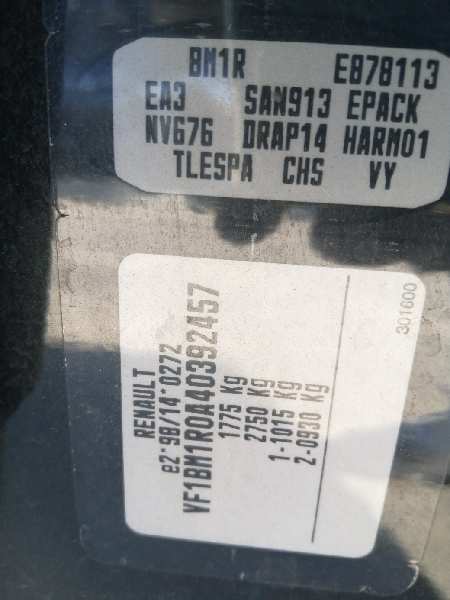 BM1R E878113
EA3 SAN913 EPACK
NV676 DRAP14 HARM01
TLESPA CHS VY
RENAULT
e2*98/14*0272
VF1BM1R0A40392457
1775 Kg
2750 Kg
1-1015 Kg
2-0930 Kg
301600